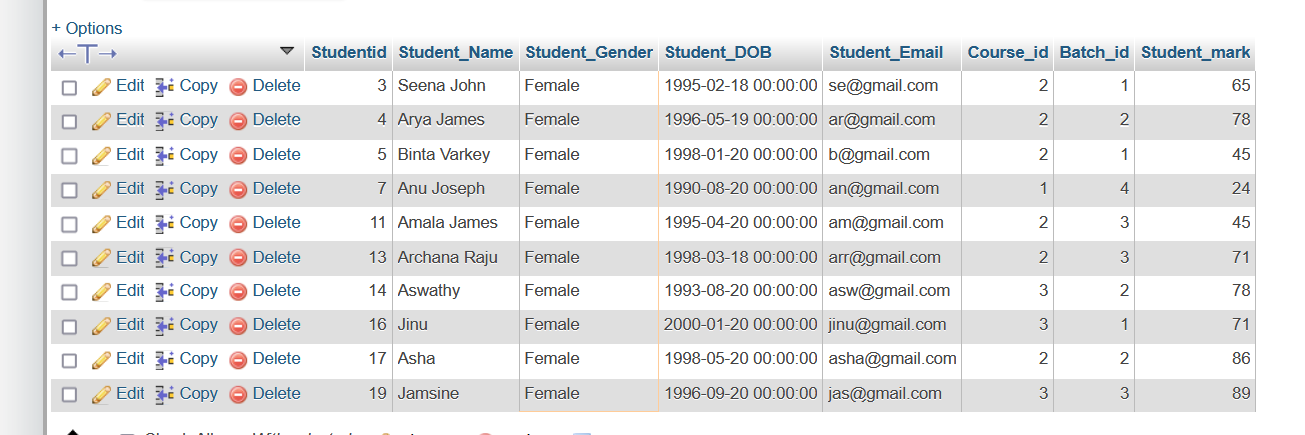 + Options
←T→ Studentid Student_Name Student_Gender Student_DOB Student_Email Course_id Batch_id Student_mark
Edit Copy Delete 3 Seena John Female 1995-02-18 00:00:00 se@gmail.com 2 1 65
Edit Copy Delete 4 Arya James Female 1996-05-19 00:00:00 ar@gmail.com 2 2 78
Edit Copy Delete 5 Binta Varkey Female 1998-01-20 00:00:00 b@gmail.com 2 1 45
Edit Copy Delete 7 Anu Joseph Female 1990-08-20 00:00:00 an@gmail.com 1 4 24
Edit Copy Delete 11 Amala James Female 1995-04-20 00:00:00 am@gmail.com 2 3 45
Edit Copy Delete 13 Archana Raju Female 1998-03-18 00:00:00 arr@gmail.com 2 3 71
Edit Copy Delete 14 Aswathy Female 1993-08-20 00:00:00 asw@gmail.com 3 2 78
Edit Copy Delete 16 Jinu Female 2000-01-20 00:00:00 jinu@gmail.com 3 1 71
Edit Copy Delete 17 Asha Female 1998-05-20 00:00:00 asha@gmail.com 2 2 86
Edit Copy Delete 19 Jamsine Female 1996-09-20 00:00:00 jas@gmail.com 3 3 89